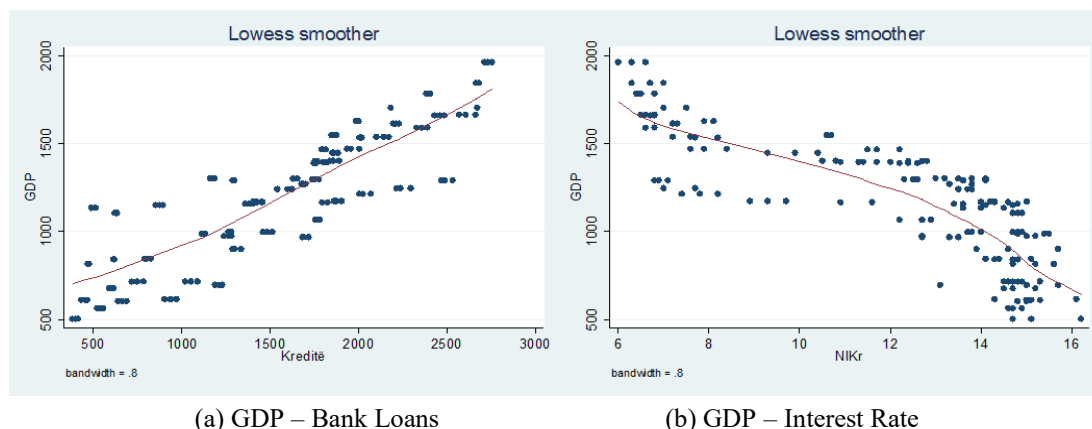 Lowess smoother
2000
1500
1000
500
GDP
500
1000
1500
2000
2500
3000
Kreditë
bandwidth = .8
Lowess smoother
2000
1500
1000
500
GDP
6
8
10
12
14
16
NIKr
bandwidth = .8
(a) GDP – Bank Loans
(b) GDP – Interest Rate